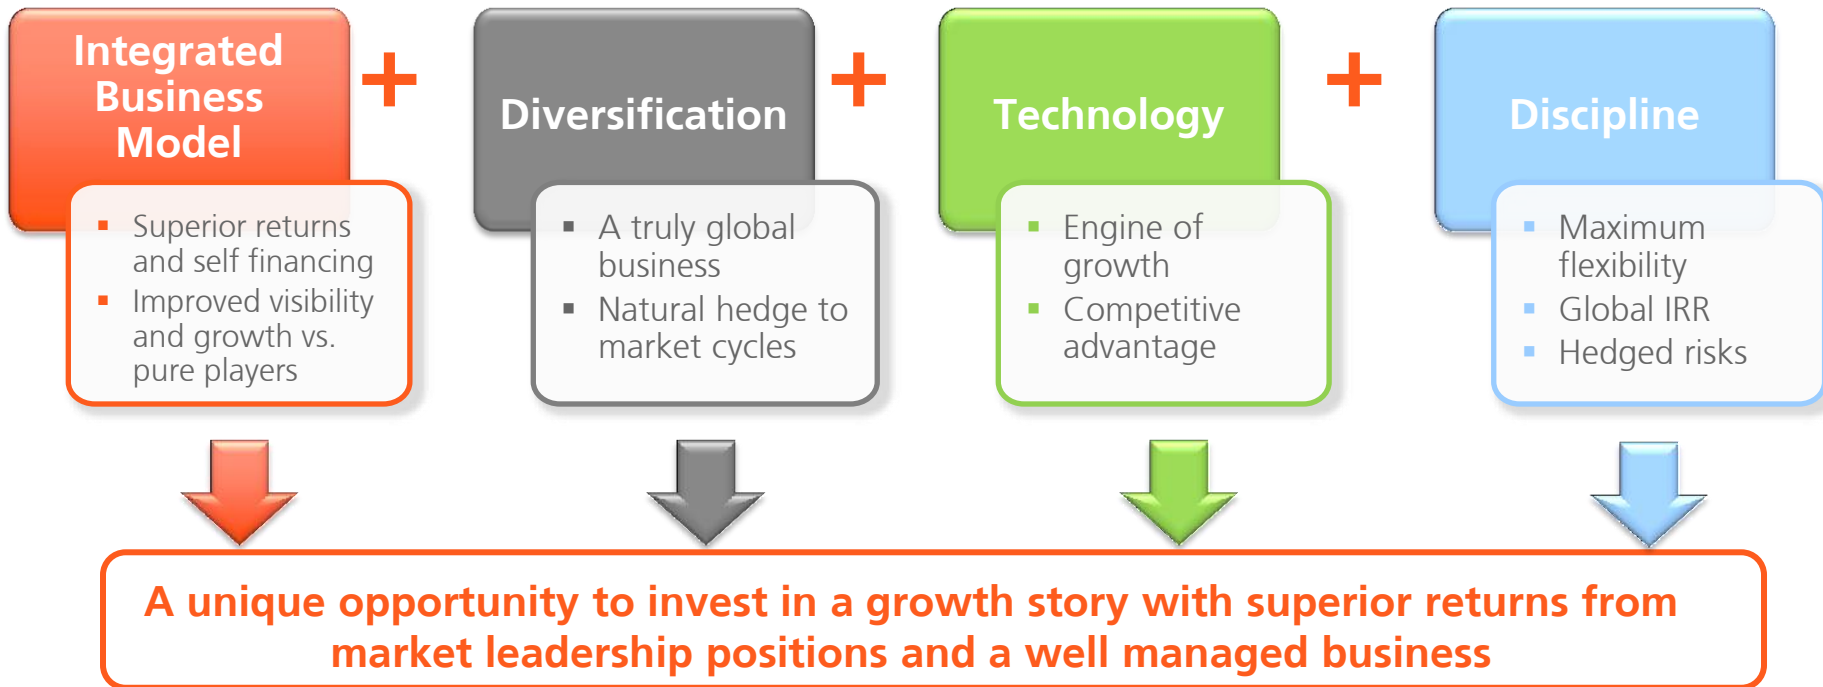 Integrated
Business
Model
+
Diversification
+
Technology
+
Discipline
▪ Superior returns
and self financing
▪ Improved visibility
and growth vs.
pure players
▪ A truly global
business
▪ Natural hedge to
market cycles
▪ Engine of
growth
▪ Competitive
advantage
▪ Maximum
flexibility
▪ Global IRR
▪ Hedged risks
A unique opportunity to invest in a growth story with superior returns from
market leadership positions and a well managed business